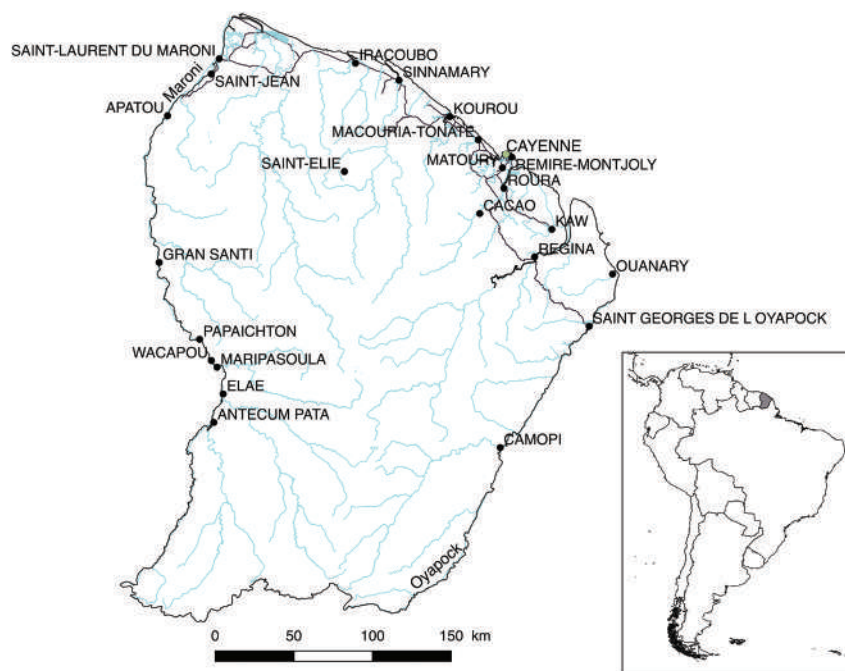 SAINT-LAURENT DU MARONI
IRACOUBO
Maroni
SAINT-JEAN
SINNAMARY
APATOU
KOUROU
MACOURIA-TONATE
CAYENNE
MATOURY
REMIRE-MONTJOLY
SAINT-ELIE
ROURA
CACAO
KAW
GRAN SANTI
REGINA
OUANARY
SAINT GEORGES DE L OYAPOCK
PAPAICHTON
WACAPOU
MARIPASOULA
ELAE
ANTECUM PATA
CAMOPI
Oyapock
0 50 100 150 km